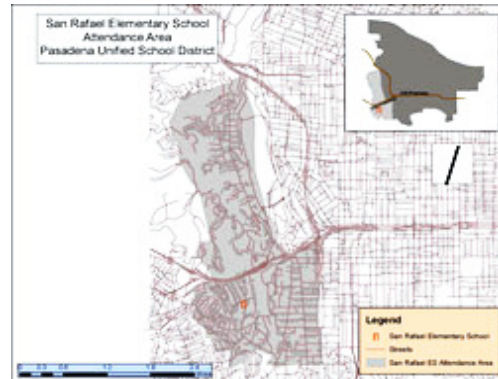 San Rafael Elementary School
Attendance Area
Pasadena Unified School District
Legend
San Rafael Elementary School
Streets
San Rafael ES Attendance Area